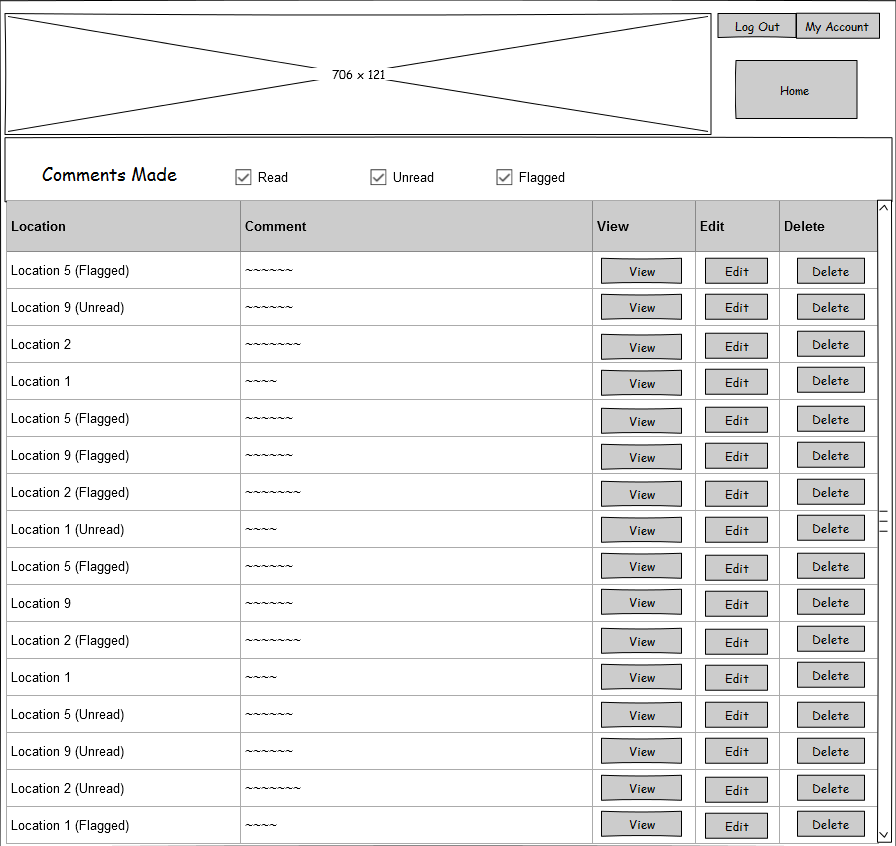 Log Out My Account
706 x 121
Home
Comments Made Read Unread Flagged
Location Comment View Edit Delete
Location 5 (Flagged) ~~~~~~ View Edit Delete
Location 9 (Unread) ~~~~~~ View Edit Delete
Location 2 ~~~~~~~ View Edit Delete
Location 1 ~~~~ View Edit Delete
Location 5 (Flagged) ~~~~~~ View Edit Delete
Location 9 (Flagged) ~~~~~~ View Edit Delete
Location 2 (Flagged) ~~~~~~~ View Edit Delete
Location 1 (Unread) ~~~~ View Edit Delete
Location 5 (Flagged) ~~~~~~ View Edit Delete
Location 9 ~~~~~~ View Edit Delete
Location 2 (Flagged) ~~~~~~~ View Edit Delete
Location 1 ~~~~ View Edit Delete
Location 5 (Unread) ~~~~~~ View Edit Delete
Location 9 (Unread) ~~~~~~ View Edit Delete
Location 2 (Unread) ~~~~~~~ View Edit Delete
Location 1 (Flagged) ~~~~ View Edit Delete